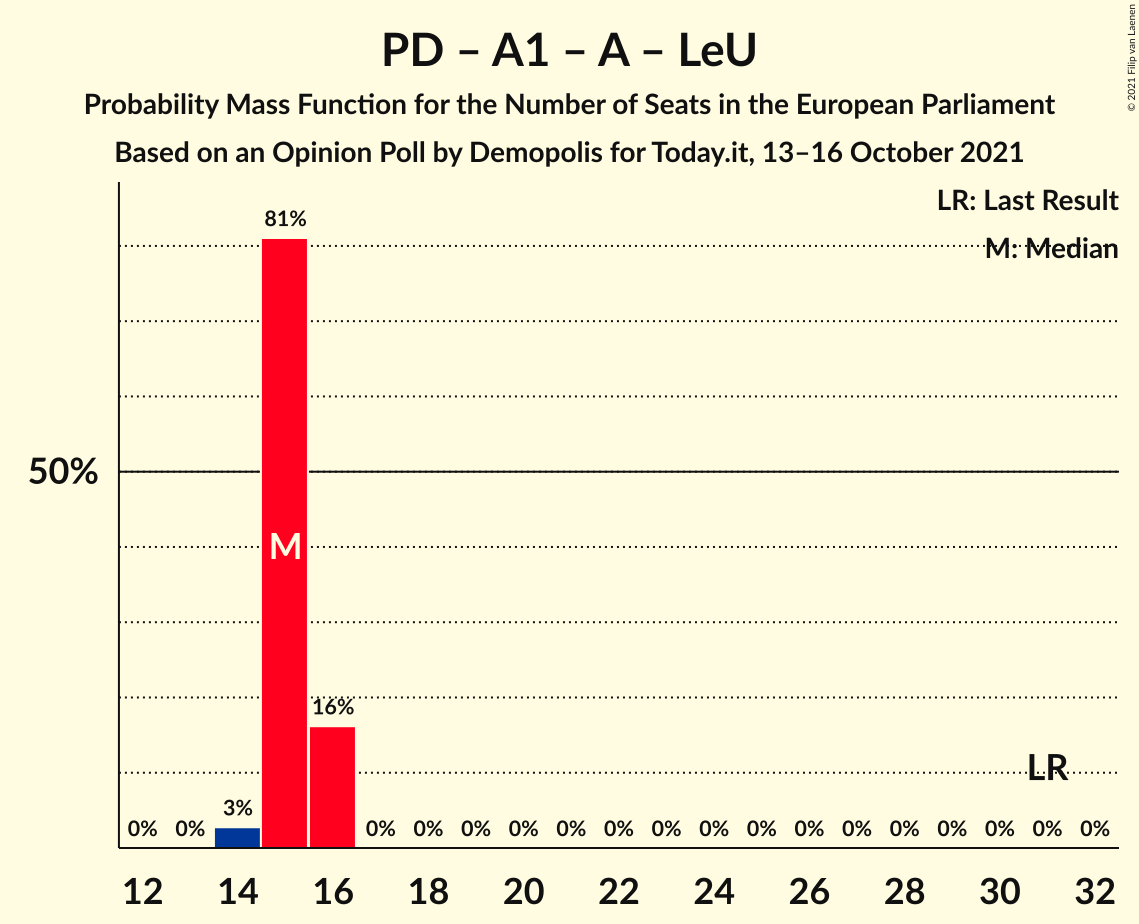 PD – A1 – A – LeU
Probability Mass Function for the Number of Seats in the European Parliament
Based on an Opinion Poll by Demopolis for Today.it, 13–16 October 2021
© 2021 Filip van Laenen
LR: Last Result
M: Median
81%
50%
M
16%
LR
3%
0% 0% 0% 0% 0% 0% 0% 0% 0% 0% 0% 0% 0% 0% 0% 0% 0% 0%
12 14 16 18 20 22 24 26 28 30 32